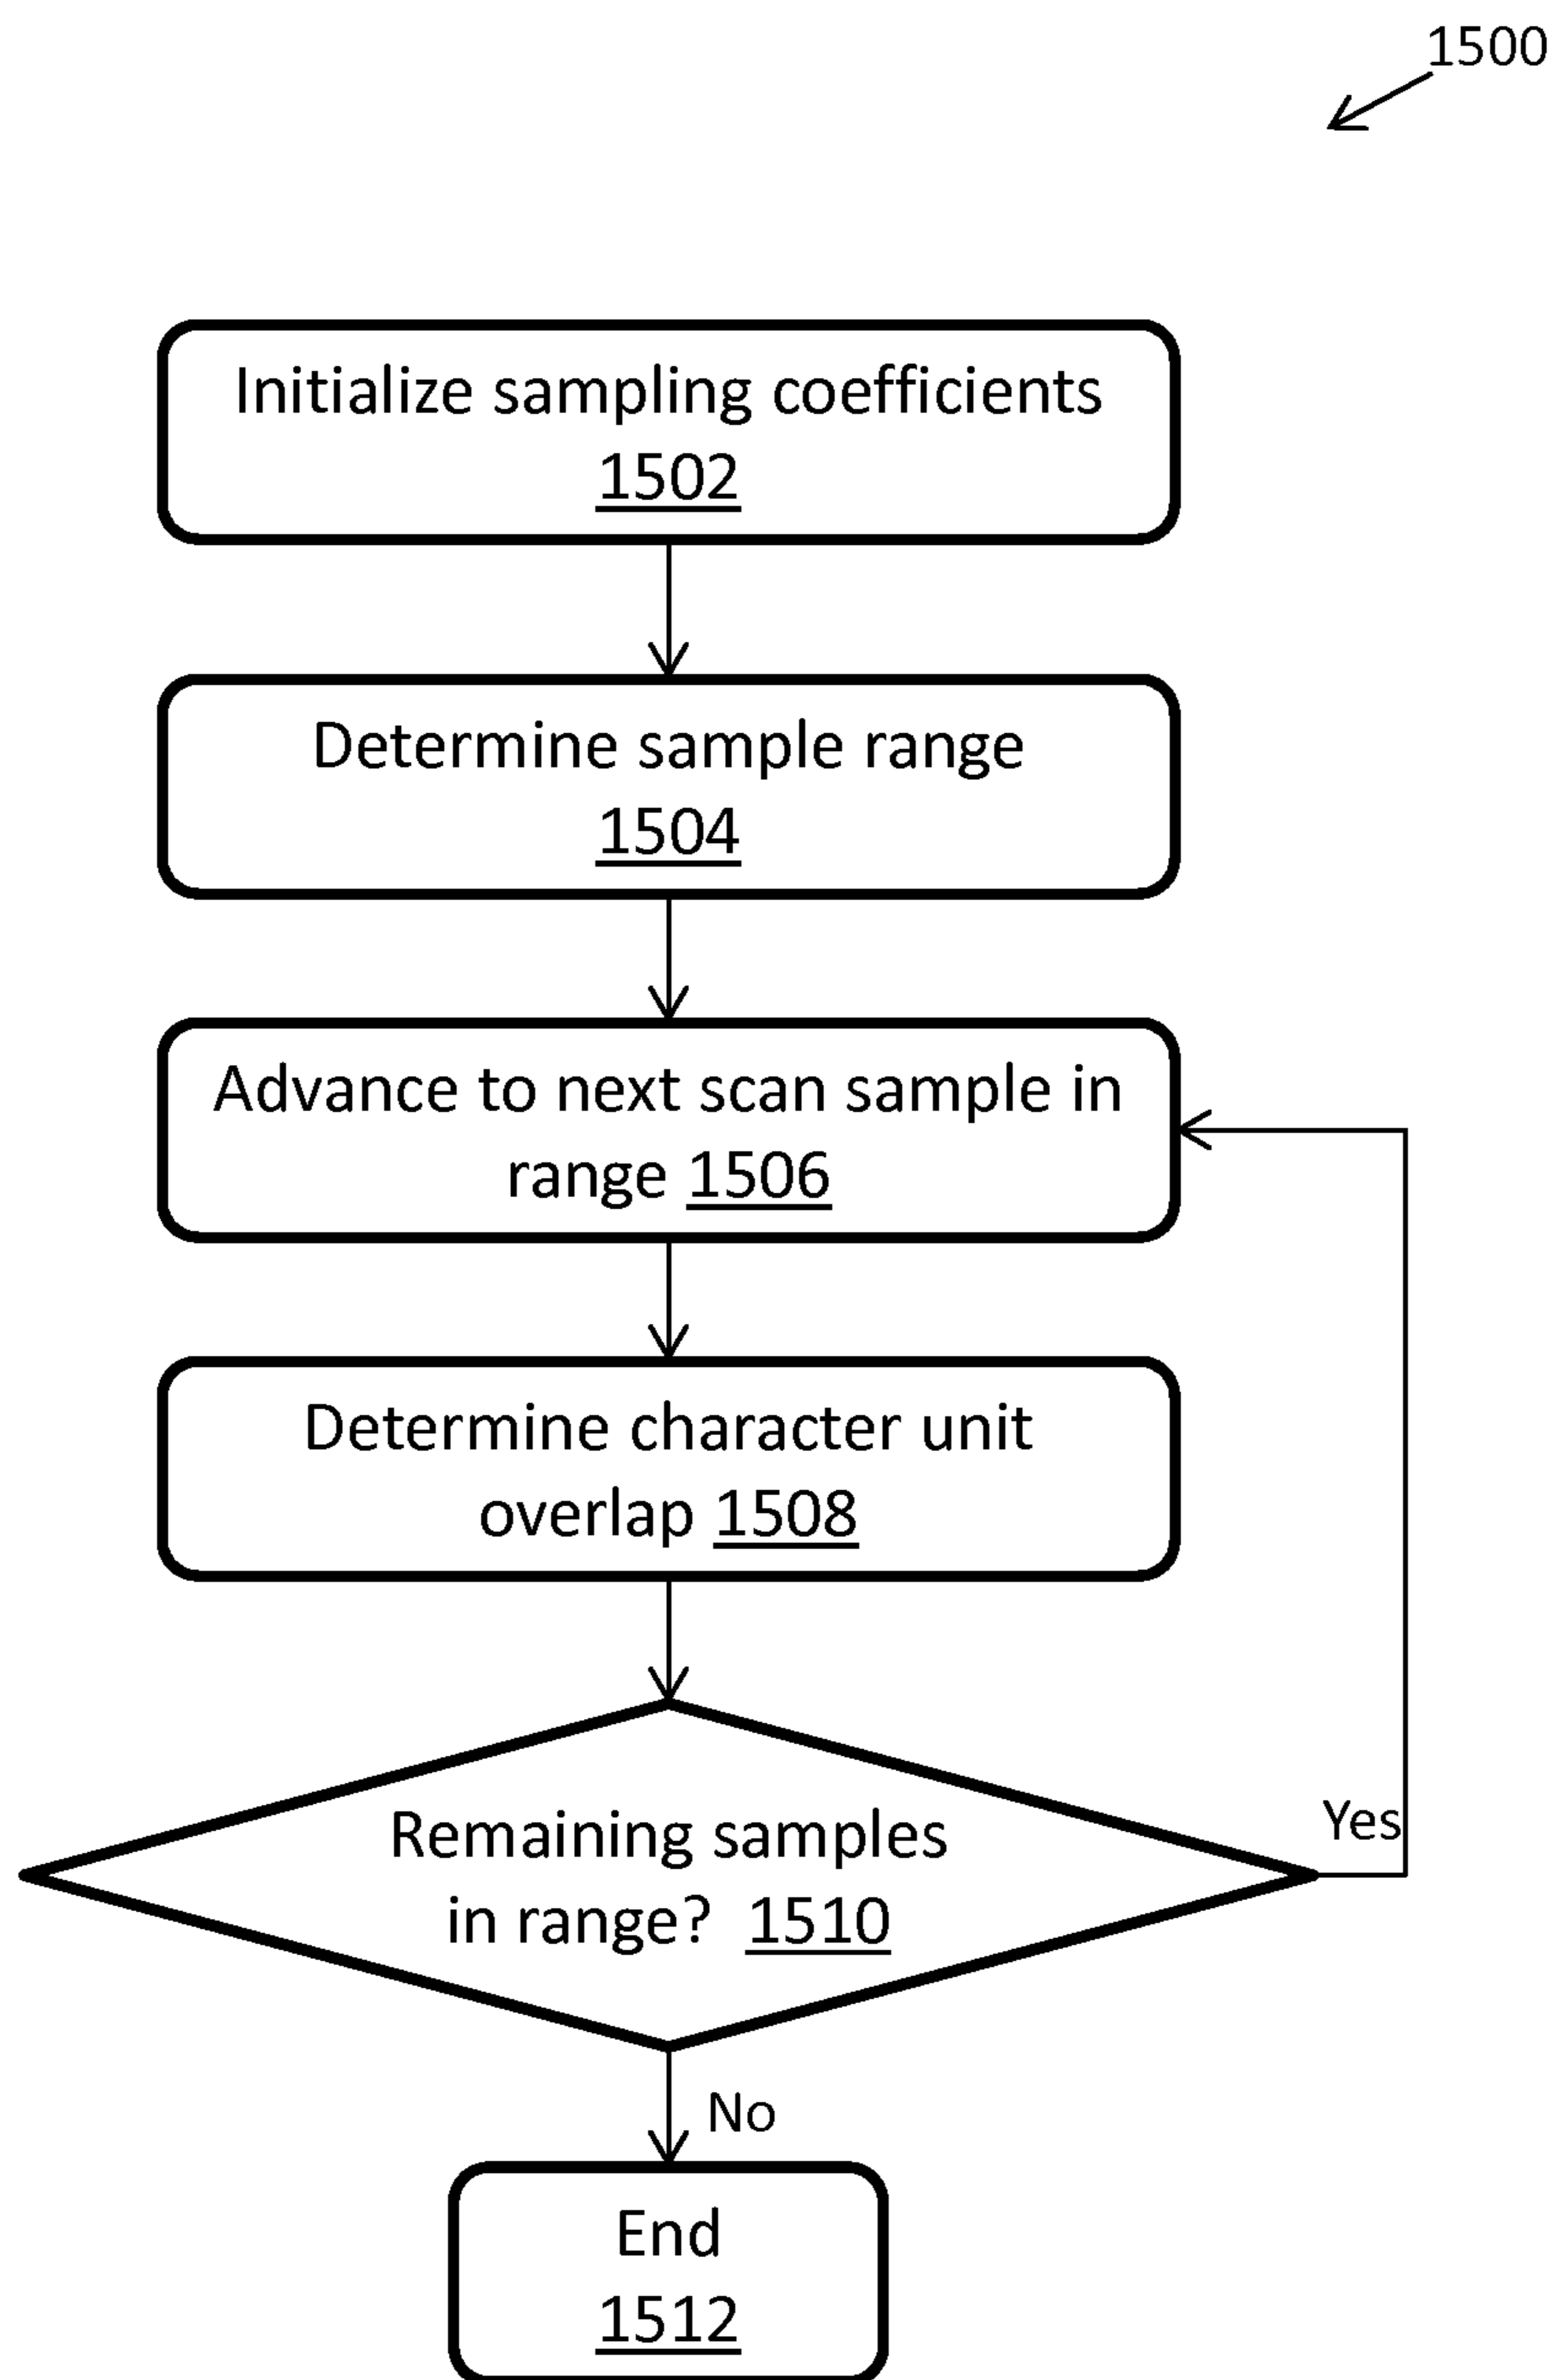 1500
Initialize sampling coefficients
1502
Determine sample range
1504
Advance to next scan sample in
range 1506
Determine character unit
overlap 1508
Remaining samples
in range? 1510
Yes
No
End
1512